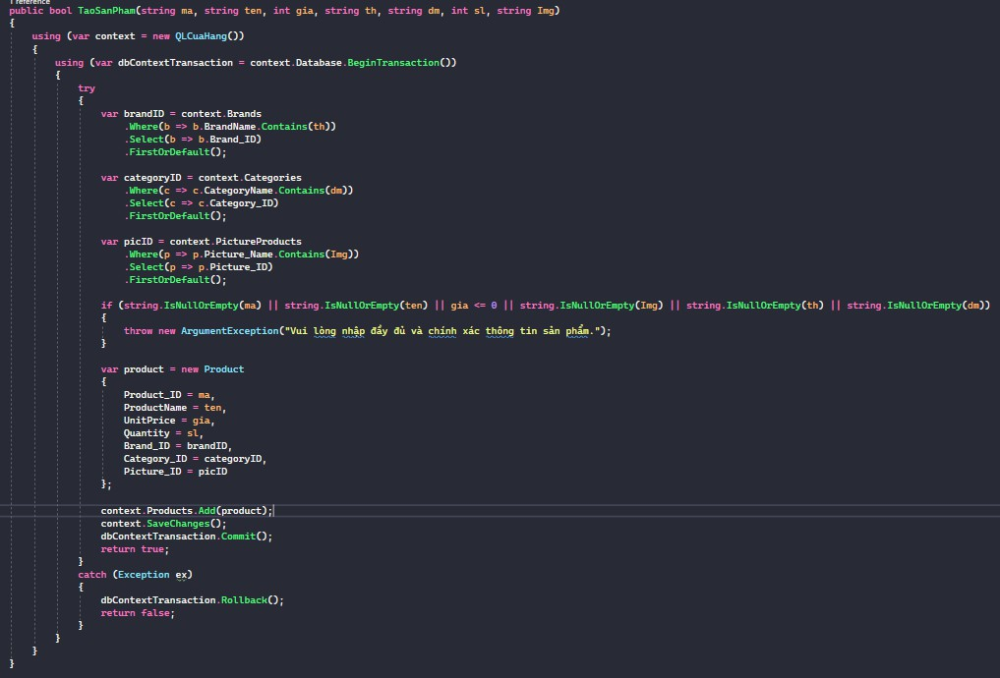 1 reference
public bool TaoSanPham(string ma, string ten, int gia, string th, string dm, int sl, string Img)
{
    using (var context = new QLCuaHang())
    {
        using (var dbContextTransaction = context.Database.BeginTransaction())
        {
            try
            {
                var brandID = context.Brands
                    .Where(b => b.BrandName.Contains(th))
                    .Select(b => b.Brand_ID)
                    .FirstOrDefault();

                var categoryID = context.Categories
                    .Where(c => c.CategoryName.Contains(dm))
                    .Select(c => c.Category_ID)
                    .FirstOrDefault();

                var picID = context.PictureProducts
                    .Where(p => p.Picture_Name.Contains(Img))
                    .Select(p => p.Picture_ID)
                    .FirstOrDefault();

                if (string.IsNullOrEmpty(ma) || string.IsNullOrEmpty(ten) || gia <= 0 || string.IsNullOrEmpty(Img) || string.IsNullOrEmpty(th) || string.IsNullOrEmpty(dm))
                {
                    throw new ArgumentException("Vui lòng nhập đầy đủ và chính xác thông tin sản phẩm.");
                }

                var product = new Product
                {
                    Product_ID = ma,
                    ProductName = ten,
                    UnitPrice = gia,
                    Quantity = sl,
                    Brand_ID = brandID,
                    Category_ID = categoryID,
                    Picture_ID = picID
                };

                context.Products.Add(product);
                context.SaveChanges();
                dbContextTransaction.Commit();
                return true;
            }
            catch (Exception ex)
            {
                dbContextTransaction.Rollback();
                return false;
            }
        }
    }
}